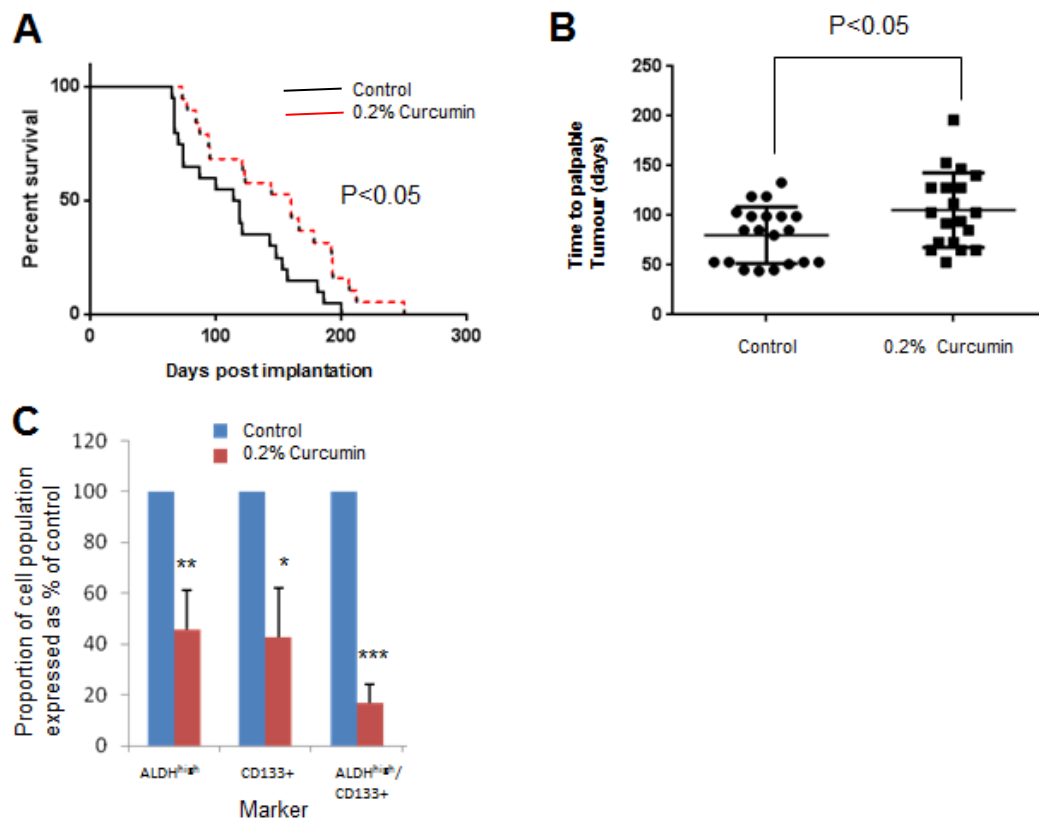 A
100
50
0
0
100
200
300
Percent survival
Days post implantation
Control
0.2% Curcumin
P<0.05
B
P<0.05
250
200
150
100
50
0
Time to palpable
Tumour (days)
Control
0.2% Curcumin
C
Control
0.2% Curcumin
120
100
80
60
40
20
0
Proportion of cell population
expressed as % of control
**
*
***
ALDHhigh
CD133+
ALDHhigh/
CD133+
Marker